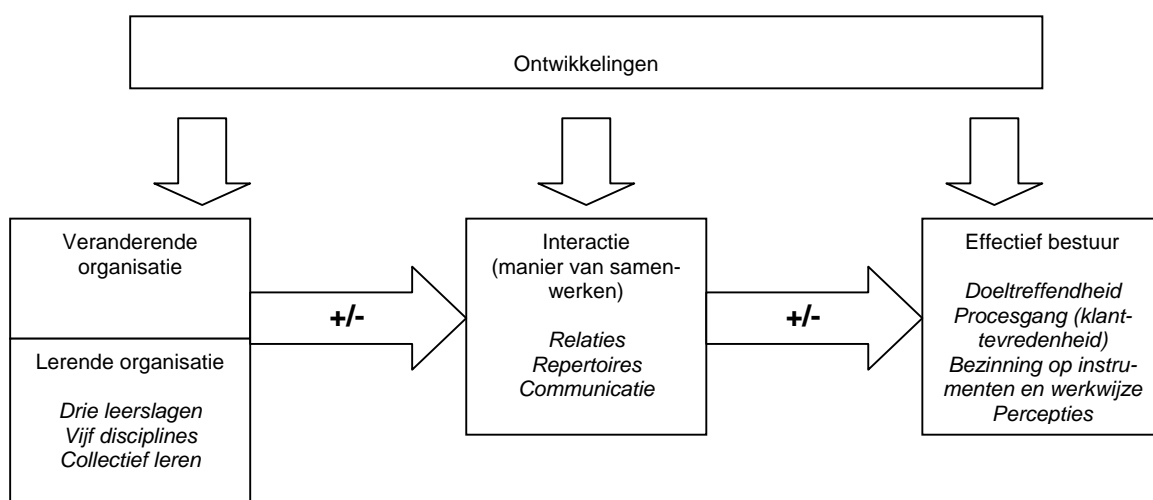 Ontwikkelingen
Veranderende
organisatie
Lerende organisatie
Drie leerslagen
Vijf disciplines
Collectief leren
+/-
Interactie
(manier van samen-
werken)
Relaties
Repertoires
Communicatie
+/-
Effectief bestuur
Doeltreffendheid
Procesgang (klant-
tevredenheid)
Bezinning op instru-
menten en werkwijze
Percepties